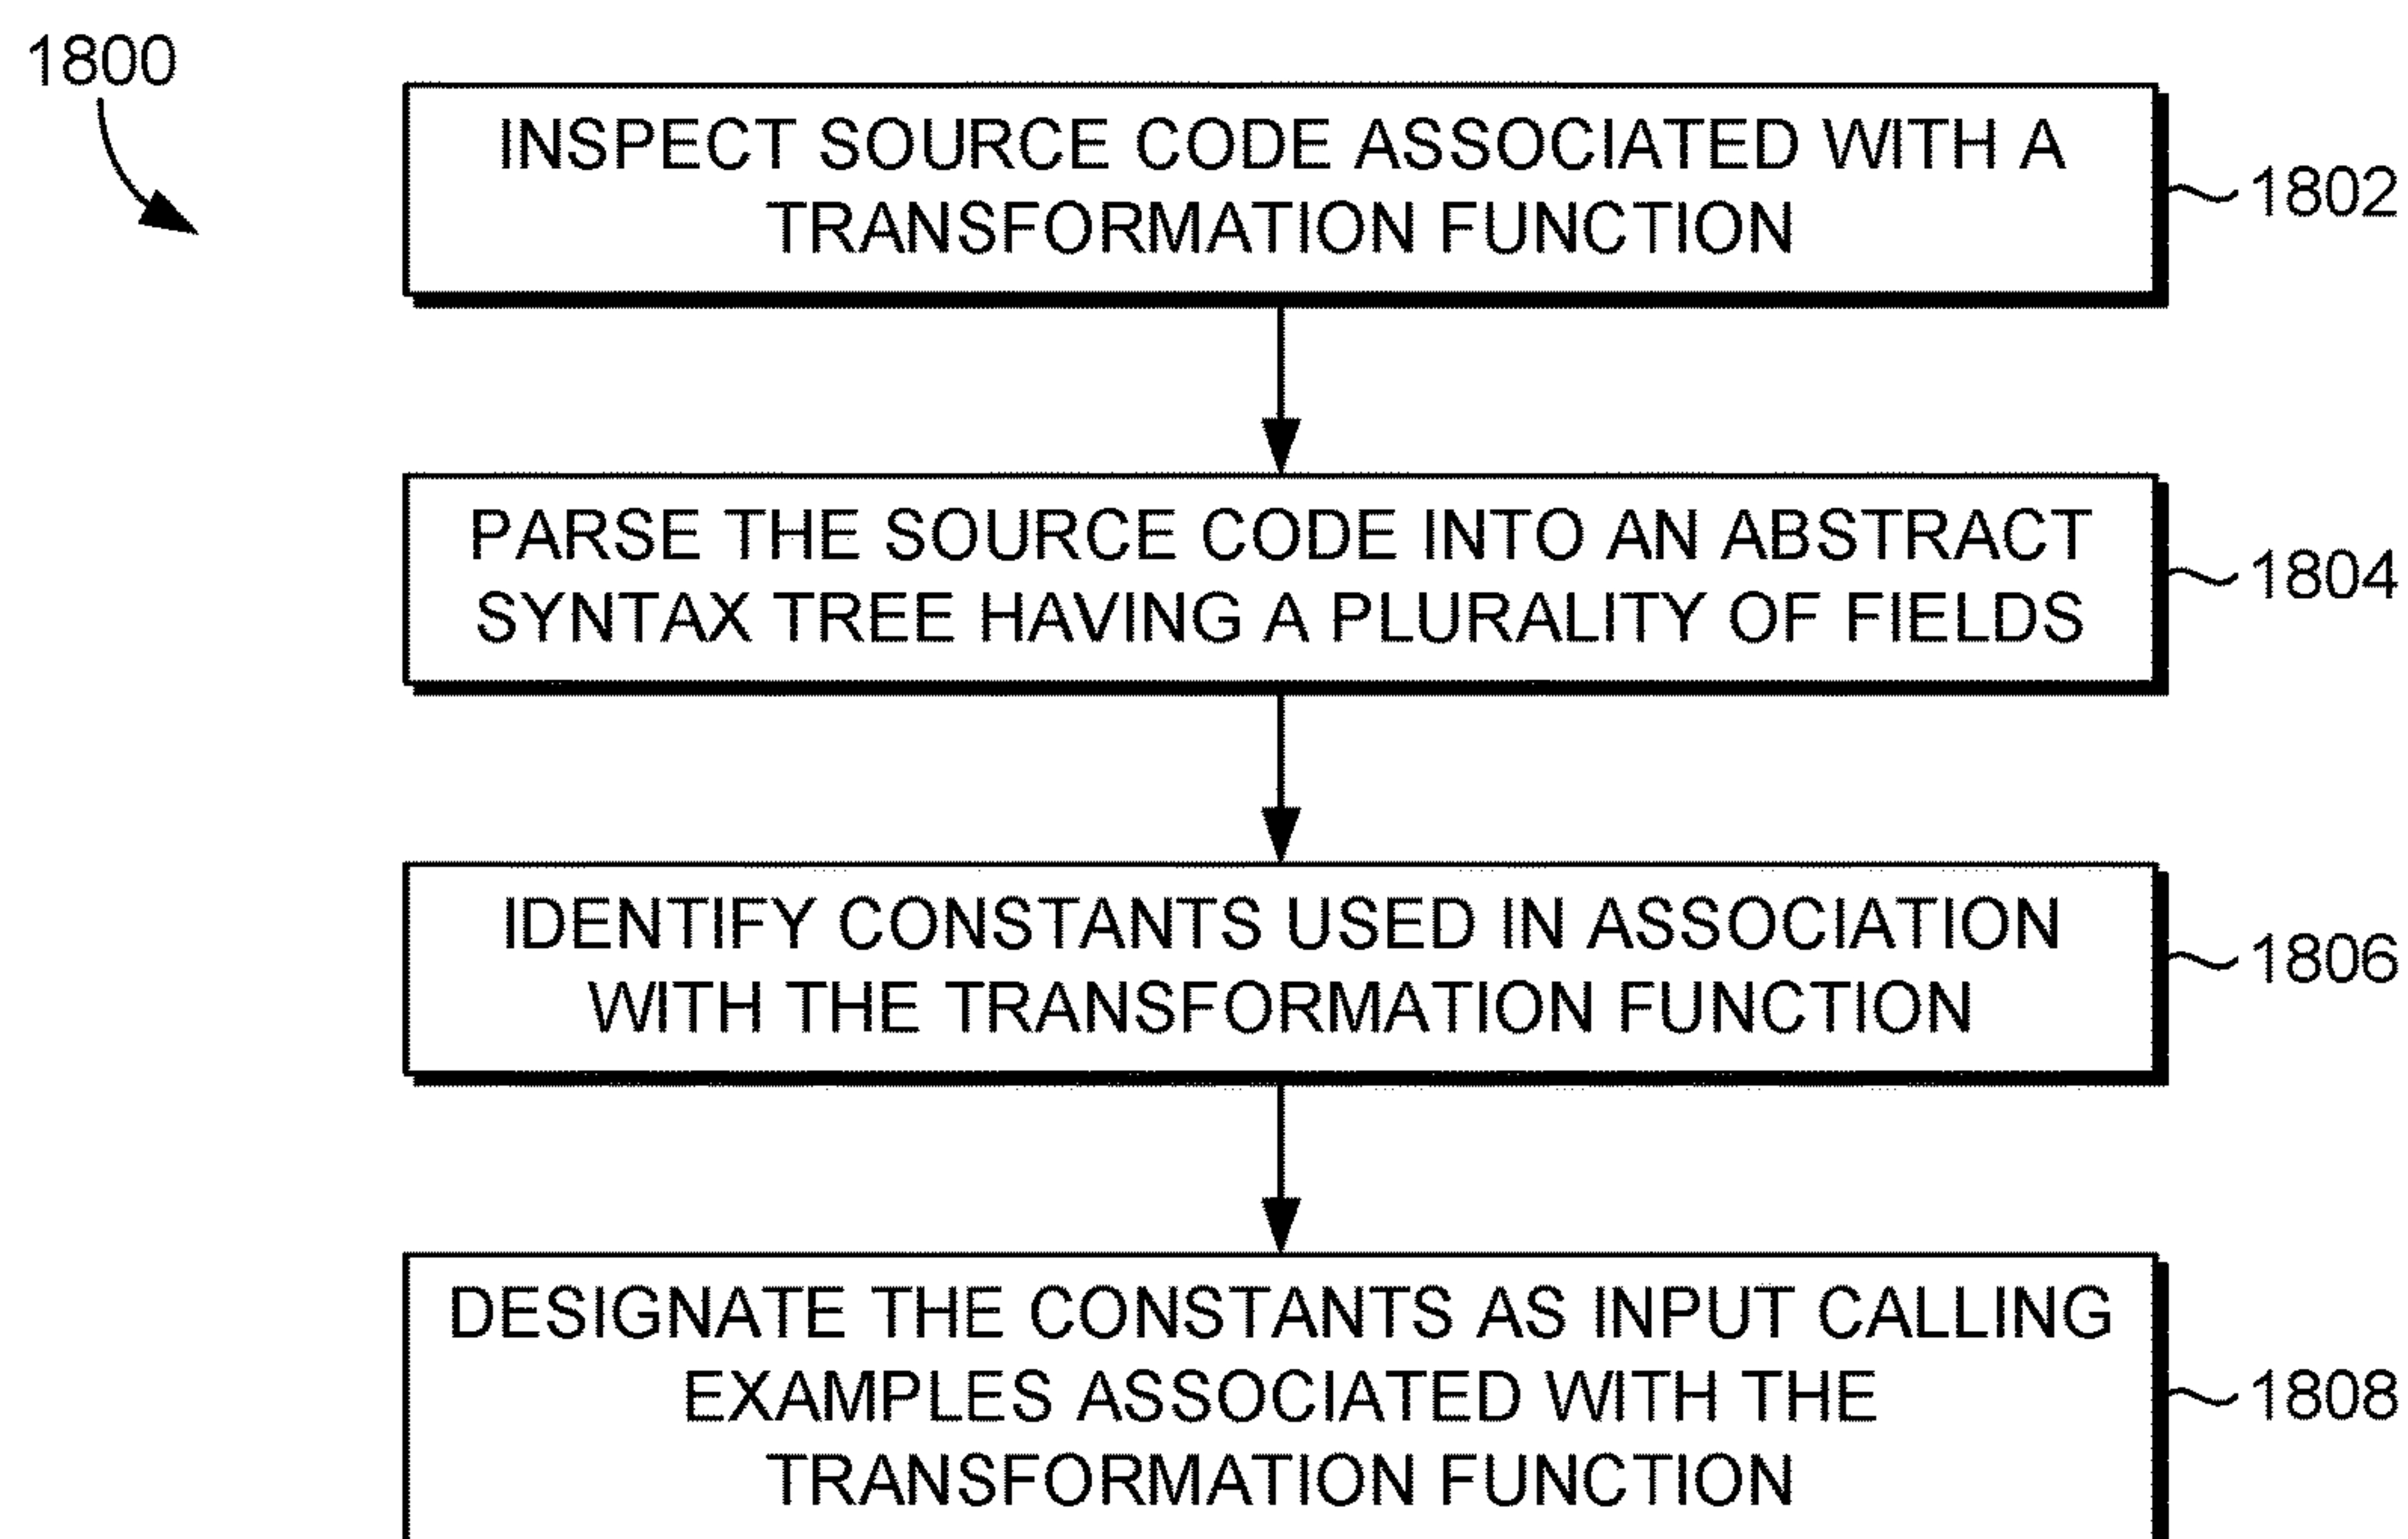 1800
INSPECT SOURCE CODE ASSOCIATED WITH A
TRANSFORMATION FUNCTION
1802
PARSE THE SOURCE CODE INTO AN ABSTRACT
SYNTAX TREE HAVING A PLURALITY OF FIELDS
1804
IDENTIFY CONSTANTS USED IN ASSOCIATION
WITH THE TRANSFORMATION FUNCTION
1806
DESIGNATE THE CONSTANTS AS INPUT CALLING
EXAMPLES ASSOCIATED WITH THE
TRANSFORMATION FUNCTION
1808